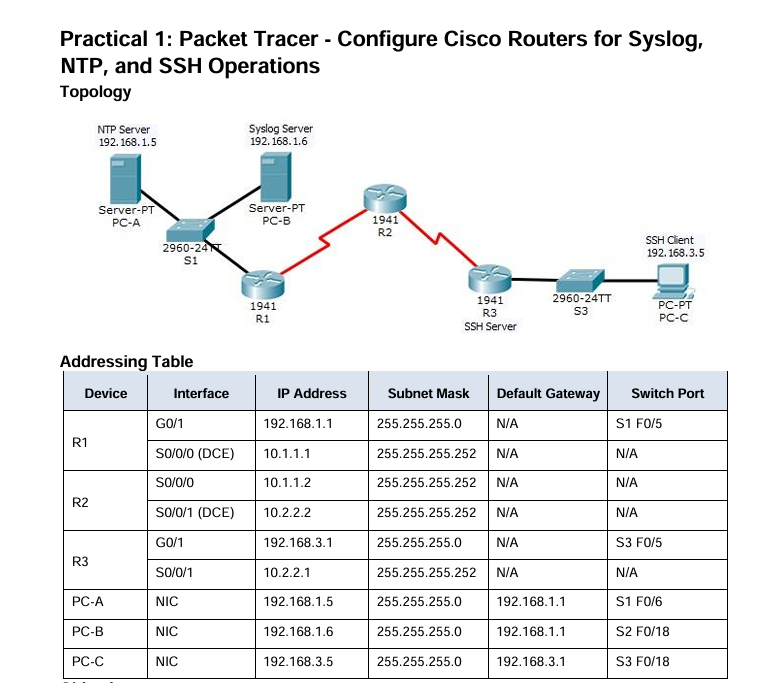 Practical 1: Packet Tracer - Configure Cisco Routers for Syslog,
NTP, and SSH Operations
Topology
NTP Server
192.168.1.5
Syslog Server
192.168.1.6
Server-PT
PC-A
Server-PT
PC-B
1941
R2
2960-24TT
S1
1941
R1
SSH Client
192.168.3.5
1941
R3
SSH Server
2960-24TT
S3
PC-PT
PC-C
Addressing Table
Device Interface IP Address Subnet Mask Default Gateway Switch Port
R1 G0/1 192.168.1.1 255.255.255.0 N/A S1 F0/5
S0/0/0 (DCE) 10.1.1.1 255.255.255.252 N/A N/A
R2 S0/0/0 10.1.1.2 255.255.255.252 N/A N/A
S0/0/1 (DCE) 10.2.2.2 255.255.255.252 N/A N/A
R3 G0/1 192.168.3.1 255.255.255.0 N/A S3 F0/5
S0/0/1 10.2.2.1 255.255.255.252 N/A N/A
PC-A NIC 192.168.1.5 255.255.255.0 192.168.1.1 S1 F0/6
PC-B NIC 192.168.1.6 255.255.255.0 192.168.1.1 S2 F0/18
PC-C NIC 192.168.3.5 255.255.255.0 192.168.3.1 S3 F0/18